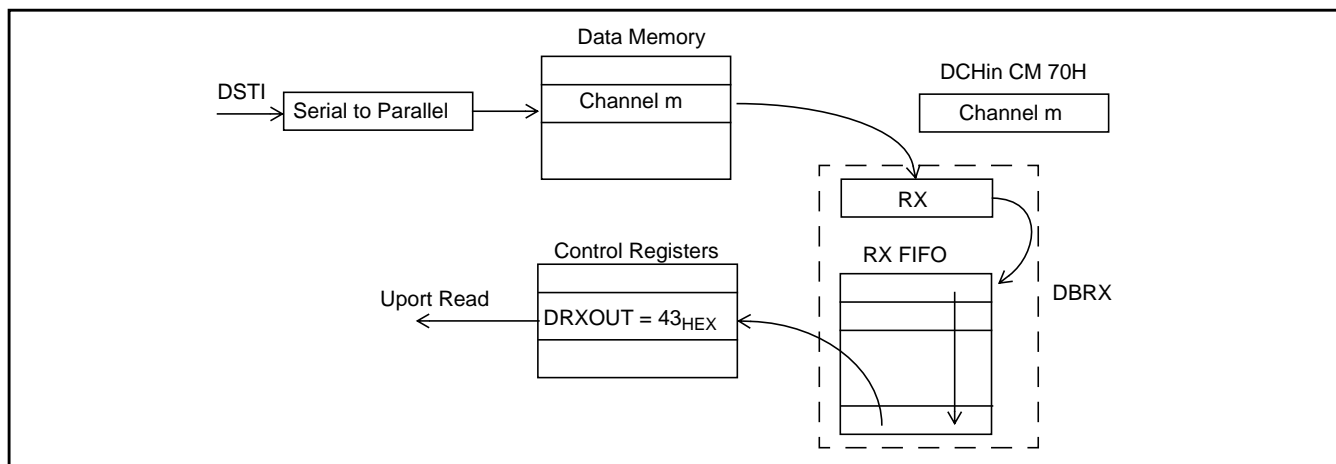 Data Memory
DCHin CM 70H
DSTI
Serial to Parallel
Channel m
Channel m
RX
Control Registers
RX FIFO
Uport Read
DRXOUT = 43HEX
DBRX